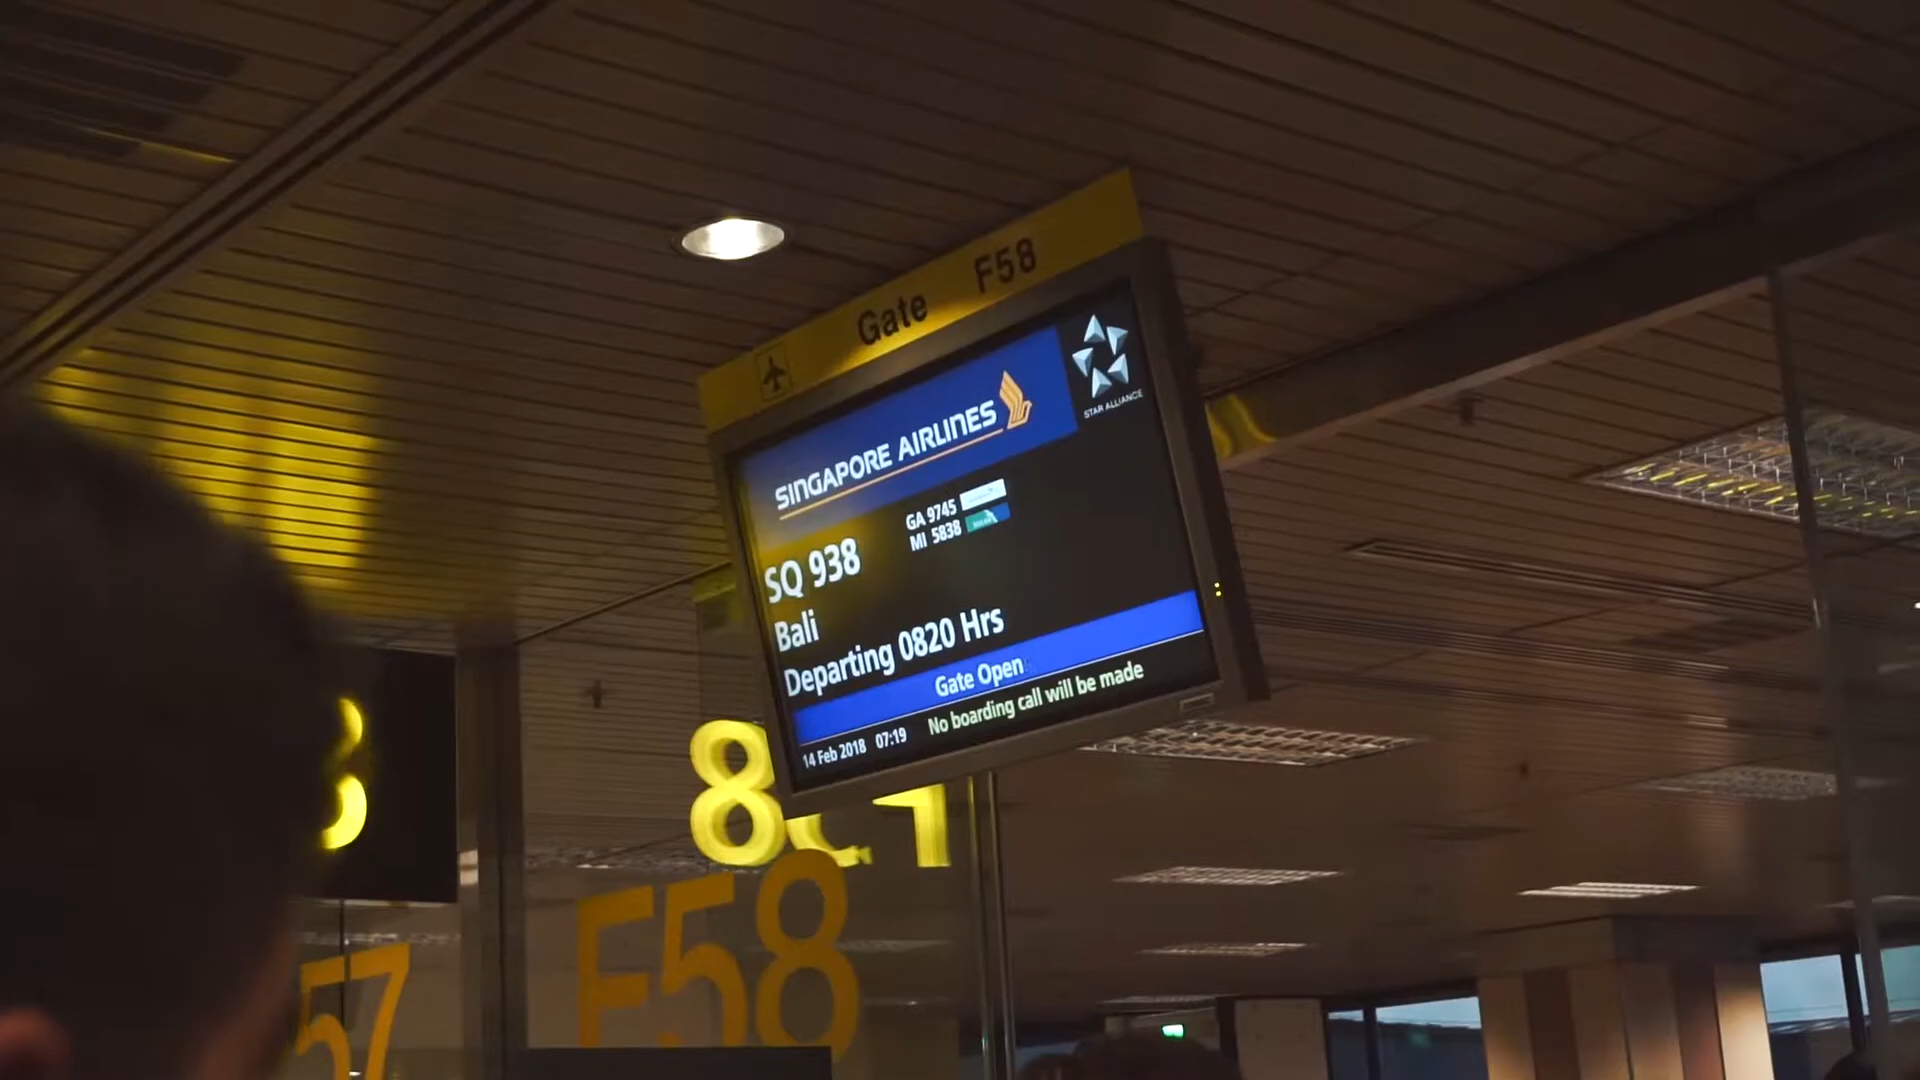 Gate F58
SINGAPORE AIRLINES
STAR ALLIANCE
GA 9745
MI 5838
SQ 938
Bali
Departing 0820 Hrs
Gate Open
No boarding call will be made
14 Feb 2018 07:19
F58
57